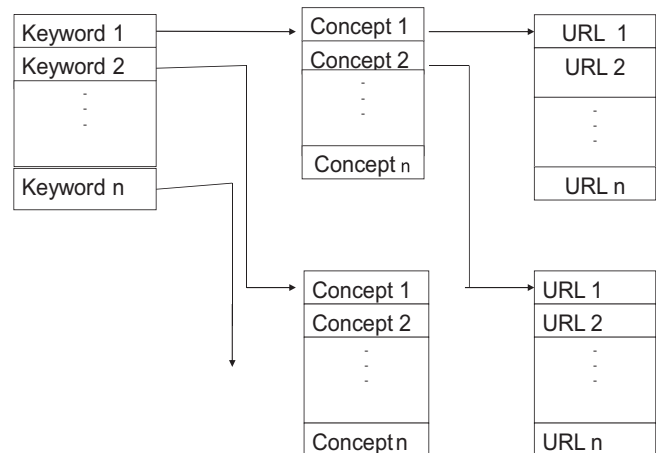 Keyword 1
Keyword 2
-
-
-
Keyword n
Concept 1
Concept 2
-
-
-
Concept n
URL 1
URL 2
-
-
-
URL n
Concept 1
Concept 2
-
-
-
Concept n
URL 1
URL 2
-
-
-
URL n